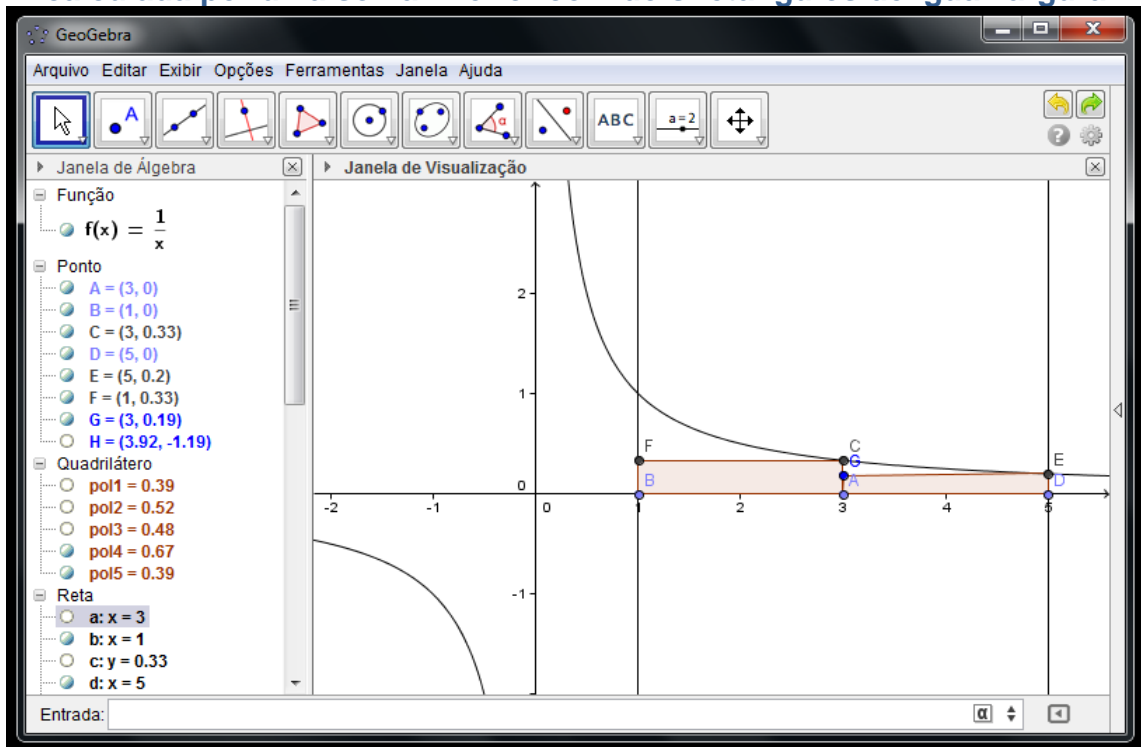 GeoGebra
Arquivo Editar Exibir Opções Ferramentas Janela Ajuda
A
α
ABC
a=2
Janela de Álgebra
Janela de Visualização
Função
f(x) = 1/x
Ponto
A = (3, 0)
B = (1, 0)
C = (3, 0.33)
D = (5, 0)
E = (5, 0.2)
F = (1, 0.33)
G = (3, 0.19)
H = (3.92, -1.19)
Quadrilátero
pol1 = 0.39
pol2 = 0.52
pol3 = 0.48
pol4 = 0.67
pol5 = 0.39
Reta
a: x = 3
b: x = 1
c: y = 0.33
d: x = 5
2
1
F C
G E
B A D
0
-2 -1 0 1 2 3 4 5
-1
Entrada:
α